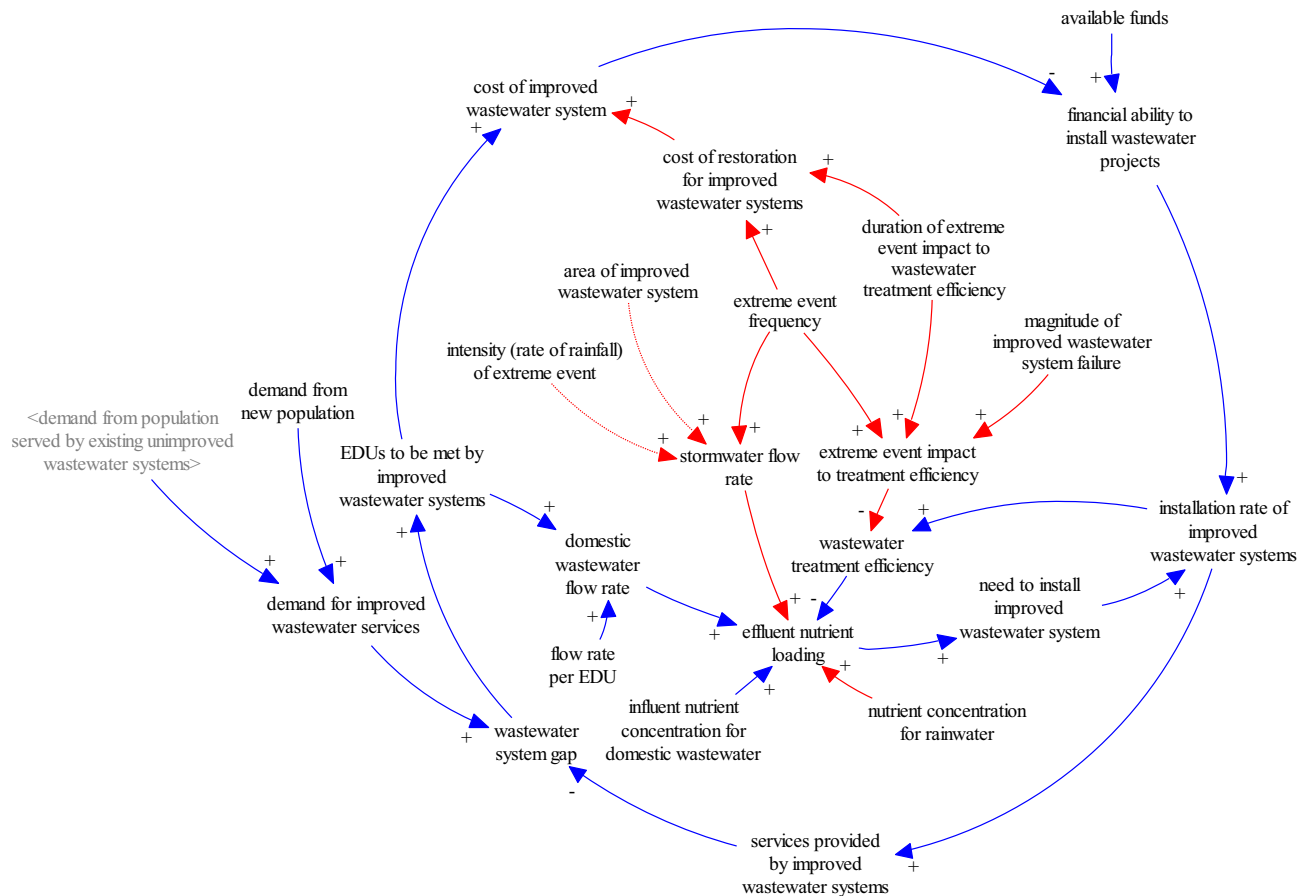 available funds
-
+
cost of improved
wastewater system
+
+
financial ability to
install wastewater
projects
cost of restoration
for improved
wastewater systems
+
+
duration of extreme
event impact to
wastewater
treatment efficiency
area of improved
wastewater system
extreme event
frequency
magnitude of
improved wastewater
system failure
intensity (rate of rainfall)
of extreme event
demand from
new population
<demand from population
served by existing unimproved
wastewater systems>
EDUs to be met by
improved
wastewater systems
+
+
+
+
+
+
+
stormwater flow
rate
extreme event impact
to treatment efficiency
+
installation rate of
improved
wastewater systems
+
+
-
+
domestic
wastewater
flow rate
wastewater
treatment efficiency
+
+
demand for improved
wastewater services
need to install
improved
wastewater system
+
+
+
-
+
effluent nutrient
loading
+
+
+
flow rate
per EDU
influent nutrient
concentration for
domestic wastewater
nutrient concentration
for rainwater
+
wastewater
system gap
-
services provided
by improved
wastewater systems
+